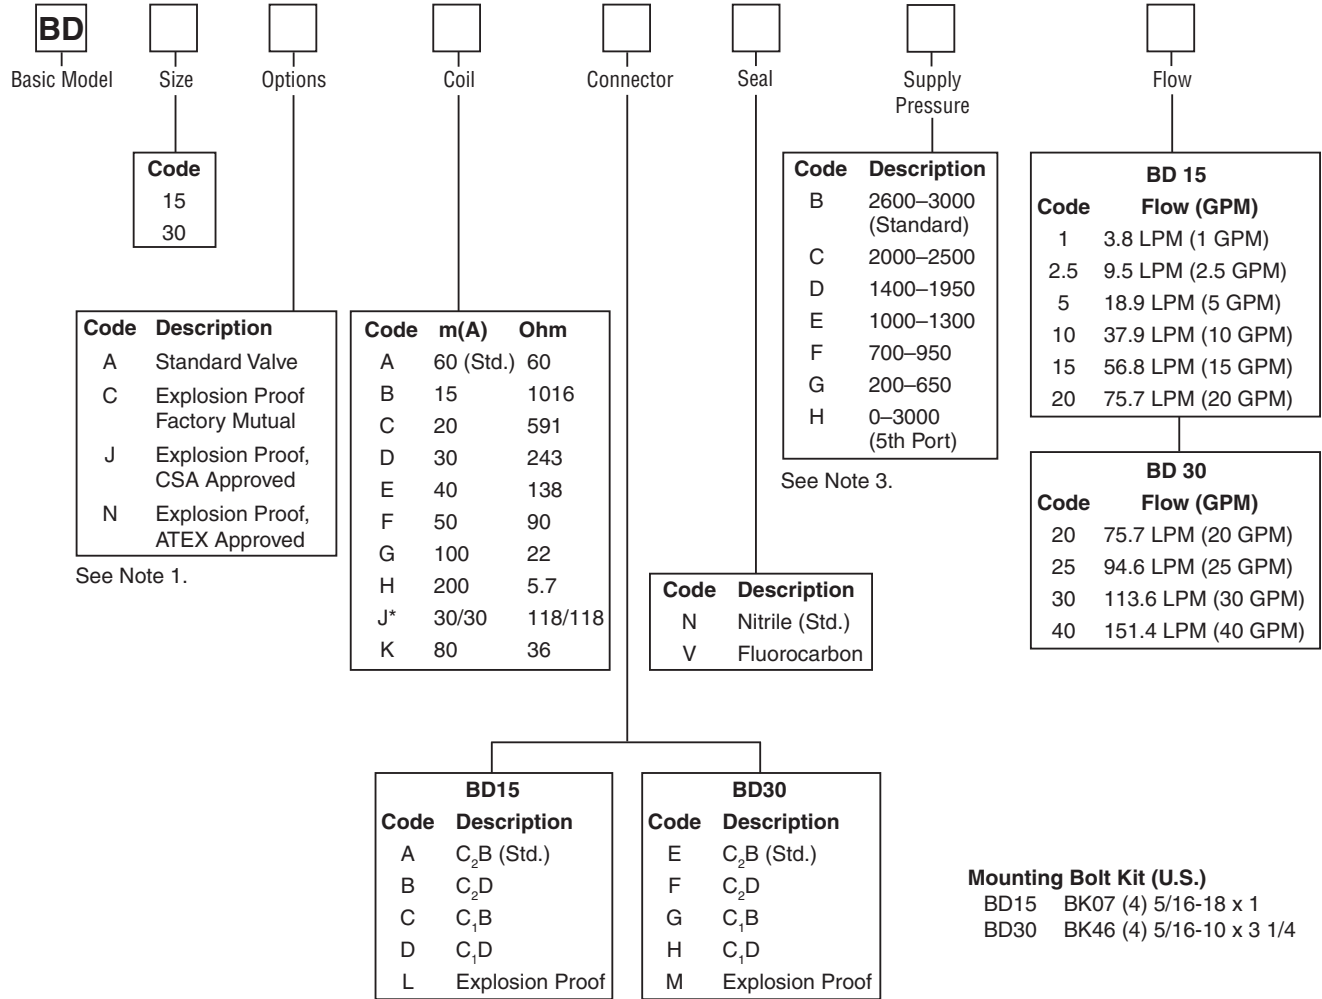 BD
Basic Model Size Options Coil Connector Seal Supply Pressure Flow
Code
15
30
Code Description
A Standard Valve
C Explosion Proof
Factory Mutual
J Explosion Proof,
CSA Approved
N Explosion Proof,
ATEX Approved
See Note 1.
Code m(A) Ohm
A 60 (Std.) 60
B 15 1016
C 20 591
D 30 243
E 40 138
F 50 90
G 100 22
H 200 5.7
J* 30/30 118/118
K 80 36
BD15
Code Description
A C₂B (Std.)
B C₂D
C C₁B
D C₁D
L Explosion Proof
BD30
Code Description
E C₂B (Std.)
F C₂D
G C₁B
H C₁D
M Explosion Proof
Code Description
N Nitrile (Std.)
V Fluorocarbon
Code Description
B 2600–3000
(Standard)
C 2000–2500
D 1400–1950
E 1000–1300
F 700–950
G 200–650
H 0–3000
(5th Port)
See Note 3.
BD 15
Code Flow (GPM)
1 3.8 LPM (1 GPM)
2.5 9.5 LPM (2.5 GPM)
5 18.9 LPM (5 GPM)
10 37.9 LPM (10 GPM)
15 56.8 LPM (15 GPM)
20 75.7 LPM (20 GPM)
BD 30
Code Flow (GPM)
20 75.7 LPM (20 GPM)
25 94.6 LPM (25 GPM)
30 113.6 LPM (30 GPM)
40 151.4 LPM (40 GPM)
Mounting Bolt Kit (U.S.)
BD15 BK07 (4) 5/16-18 x 1
BD30 BK46 (4) 5/16-10 x 3 1/4